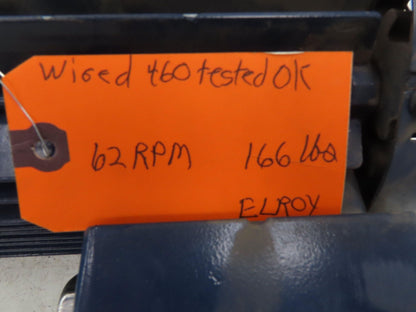 Wired 460 tested OK
62 RPM 166 lbs
ELROY